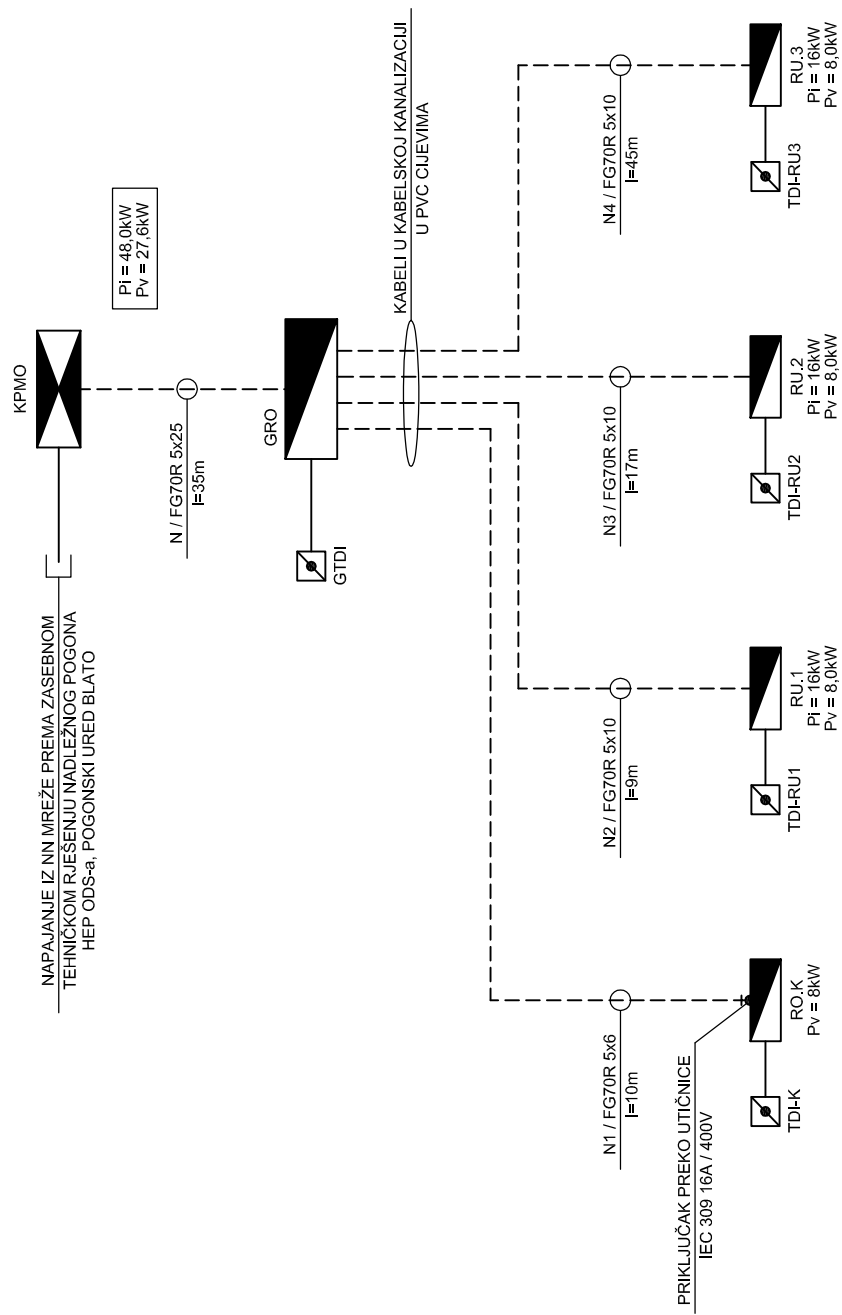 NAPAJANJE IZ NN MREŽE PREMA ZASEBNOM
TEHNIČKOM RJEŠENJU NADLEŽNOG POGONA
HEP ODS-a, POGONSKI URED BLATO
KPMO
Pi = 48,0kW
Pv = 27,6kW
N / FG70R 5x25
l=35m
GRO
GTDI
KABELI U KABELSKOJ KANALIZACIJI
U PVC CIJEVIMA
N1 / FG70R 5x6
l=10m
N2 / FG70R 5x10
l=9m
N3 / FG70R 5x10
l=17m
N4 / FG70R 5x10
l=45m
PRIKLJUČAK PREKO UTIČNICE
IEC 309 16A / 400V
TDI-K
RO.K
Pv = 8kW
TDI-RU1
RU.1
Pi = 16kW
Pv = 8,0kW
TDI-RU2
RU.2
Pi = 16kW
Pv = 8,0kW
TDI-RU3
RU.3
Pi = 16kW
Pv = 8,0kW